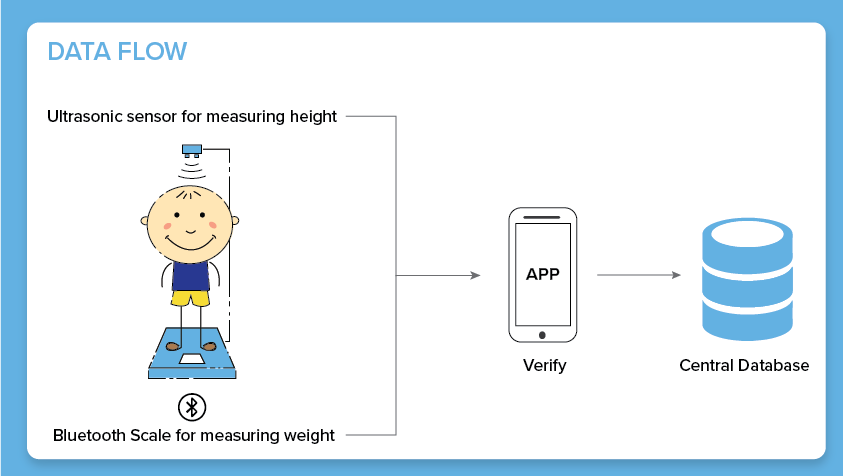 DATA FLOW
Ultrasonic sensor for measuring height
APP
Verify
Central Database
Bluetooth Scale for measuring weight